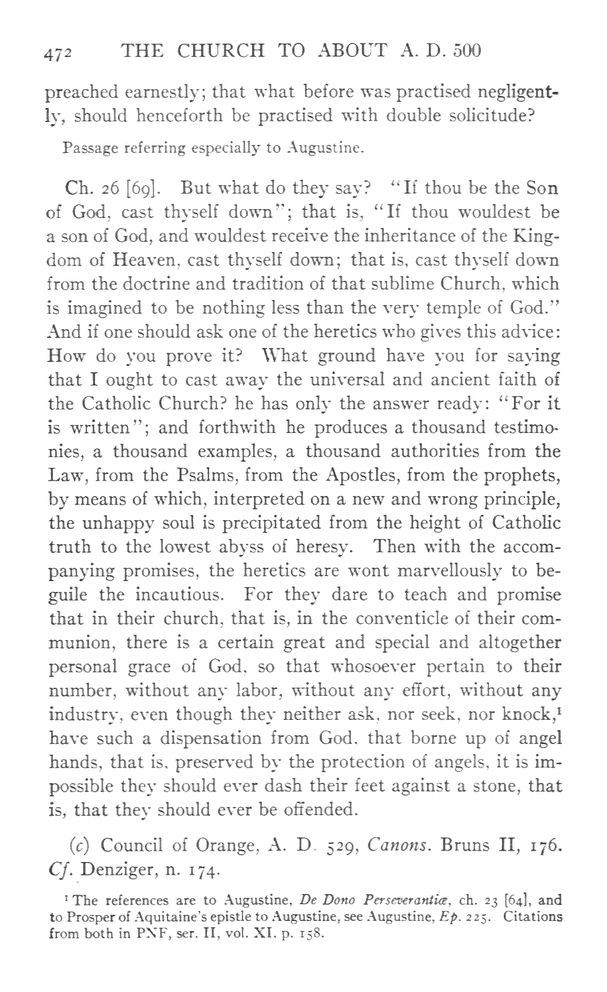 472 THE CHURCH TO ABOUT A. D. 500
preached earnestly; that what before was practised negligent-
ly, should henceforth be practised with double solicitude?
Passage referring especially to Augustine.
Ch. 26 [69]. But what do they say? “If thou be the Son
of God, cast thyself down”; that is, “If thou wouldest be
a son of God, and wouldest receive the inheritance of the King-
dom of Heaven, cast thyself down; that is, cast thyself down
from the doctrine and tradition of that sublime Church, which
is imagined to be nothing less than the very temple of God.”
And if one should ask one of the heretics who gives this advice:
How do you prove it? What ground have you for saying
that I ought to cast away the universal and ancient faith of
the Catholic Church? he has only the answer ready: “For it
is written”; and forthwith he produces a thousand testimo-
nies, a thousand examples, a thousand authorities from the
Law, from the Psalms, from the Apostles, from the prophets,
by means of which, interpreted on a new and wrong principle,
the unhappy soul is precipitated from the height of Catholic
truth to the lowest abyss of heresy. Then with the accom-
panying promises, the heretics are wont marvellously to be-
guile the incautious. For they dare to teach and promise
that in their church, that is, in the conventicle of their com-
munion, there is a certain great and special and altogether
personal grace of God, so that whosoever pertain to their
number, without any labor, without any effort, without any
industry, even though they neither ask, nor seek, nor knock,¹
have such a dispensation from God, that borne up of angel
hands, that is, preserved by the protection of angels, it is im-
possible they should ever dash their feet against a stone, that
is, that they should ever be offended.
(c) Council of Orange, A. D. 529, Canons. Bruns II, 176.
Cf. Denziger, n. 174.
¹ The references are to Augustine, De Dono Perseverantiæ, ch. 23 [64], and
to Prosper of Aquitaine's epistle to Augustine, see Augustine, Ep. 225. Citations
from both in PNF, ser. II, vol. XI. p. 158.